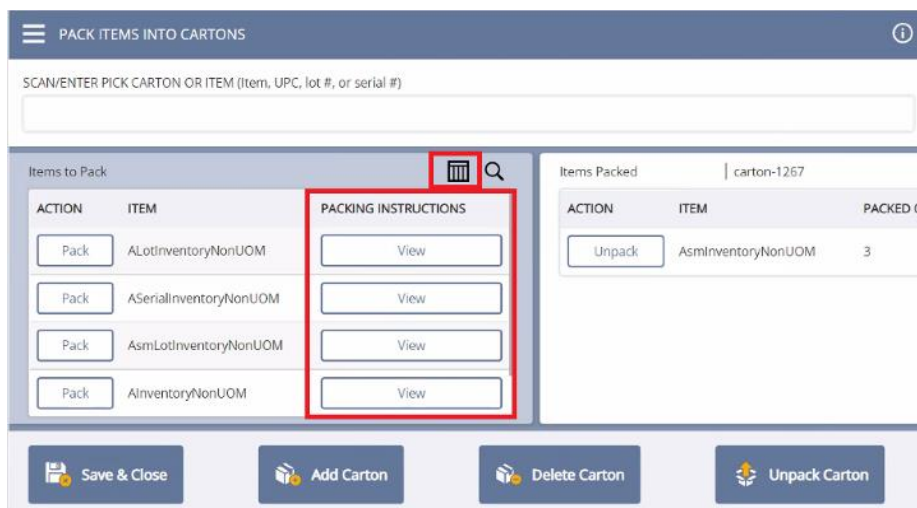 PACK ITEMS INTO CARTONS
SCAN/ENTER PICK CARTON OR ITEM (Item, UPC, lot #, or serial #)
Items to Pack
ACTION ITEM PACKING INSTRUCTIONS
Pack ALotInventoryNonUOM View
Pack ASerialInventoryNonUOM View
Pack AsmLotInventoryNonUOM View
Pack AInventoryNonUOM View
Items Packed carton-1267
ACTION ITEM PACKED
Unpack AsmInventoryNonUOM 3
Save & Close Add Carton Delete Carton Unpack Carton